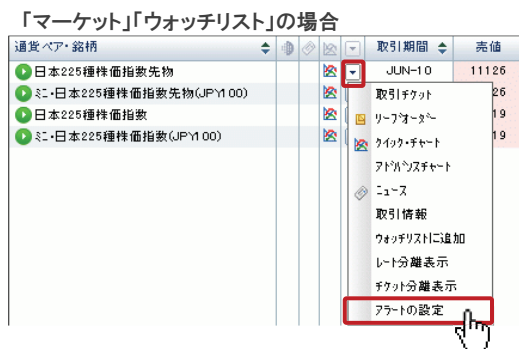 「マーケット」「ウォッチリスト」の場合
通貨ペア・銘柄 取引期間 売値
日本225種株価指数先物 JUN-10 11126
ミニ・日本225種株価指数先物(JPY100) 26
日本225種株価指数 19
ミニ・日本225種株価指数(JPY100) 19
取引チケット
リーブオーダー
クイック・チャート
アドバンスチャート
ニュース
取引情報
ウォッチリストに追加
レート分離表示
チケット分離表示
アラートの設定